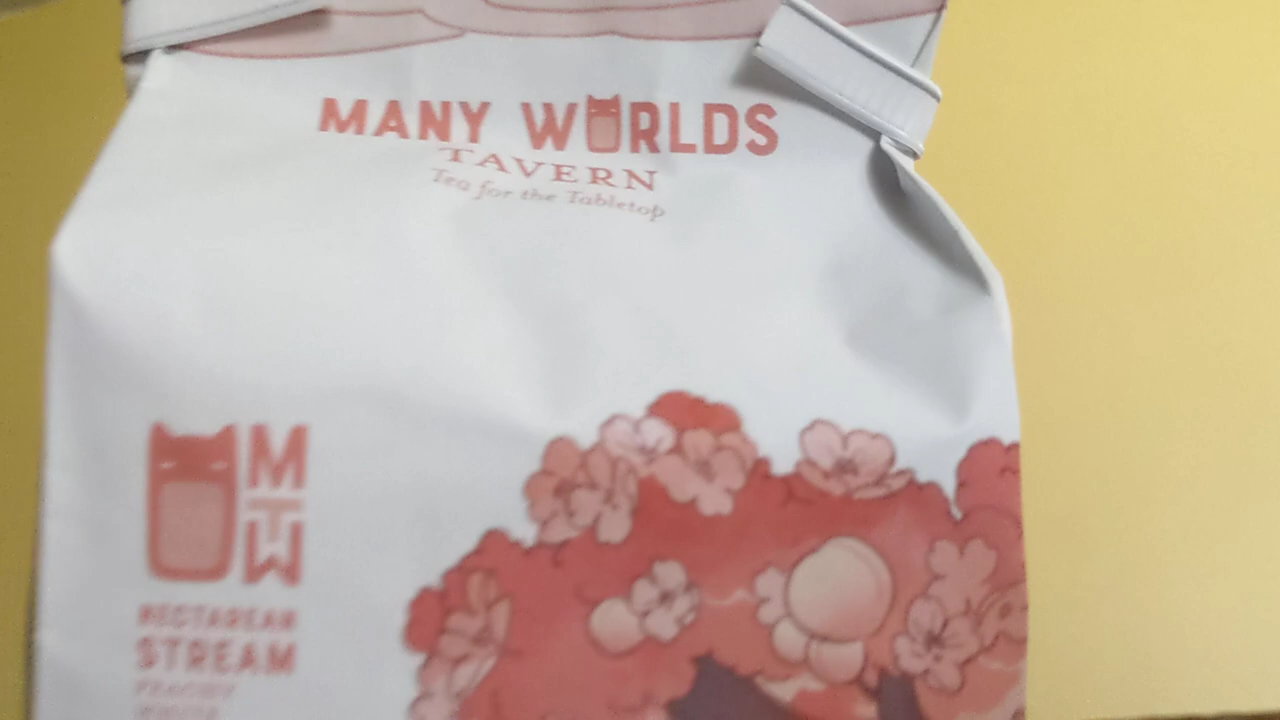 MANY WORLDS
TAVERN
Tea for the Tabletop
M
T
W
NECTAREAN
STREAM